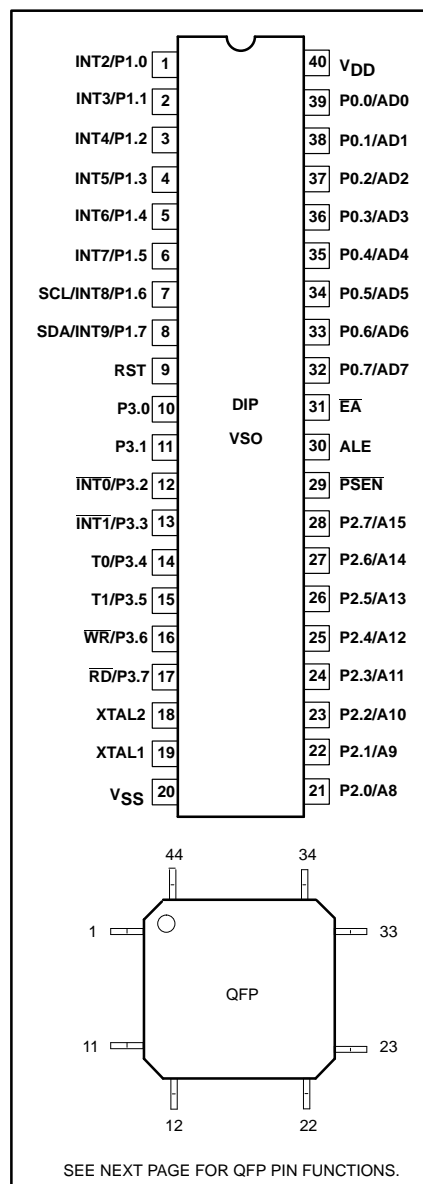 INT2/P1.0 1 40 VDD
INT3/P1.1 2 39 P0.0/AD0
INT4/P1.2 3 38 P0.1/AD1
INT5/P1.3 4 37 P0.2/AD2
INT6/P1.4 5 36 P0.3/AD3
INT7/P1.5 6 35 P0.4/AD4
SCL/INT8/P1.6 7 34 P0.5/AD5
SDA/INT9/P1.7 8 33 P0.6/AD6
RST 9 32 P0.7/AD7
P3.0 10 DIP 31 E̅A̅
P3.1 11 VSO 30 ALE
I̅N̅T̅0̅/P3.2 12 29 P̅S̅E̅N̅
I̅N̅T̅1̅/P3.3 13 28 P2.7/A15
T0/P3.4 14 27 P2.6/A14
T1/P3.5 15 26 P2.5/A13
W̅R̅/P3.6 16 25 P2.4/A12
R̅D̅/P3.7 17 24 P2.3/A11
XTAL2 18 23 P2.2/A10
XTAL1 19 22 P2.1/A9
VSS 20 21 P2.0/A8
44 34
1 33
QFP
11 23
12 22
SEE NEXT PAGE FOR QFP PIN FUNCTIONS.